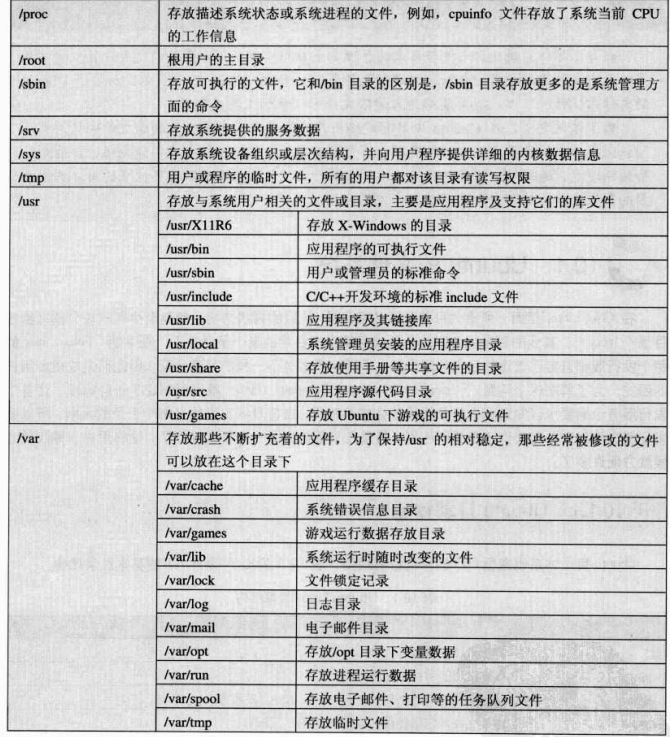 /proc 存放描述系统状态或系统进程的文件，例如，cpuinfo 文件存放了系统当前 CPU
的工作信息
/root 根用户的主目录
/sbin 存放可执行的文件，它和/bin 目录的区别是，/sbin 目录存放更多的是系统管理方
面的命令
/srv 存放系统提供的服务数据
/sys 存放系统设备组织或层次结构，并向用户程序提供详细的内核数据信息
/tmp 用户或程序的临时文件，所有的用户都对该目录有读写权限
/usr 存放与系统用户相关的文件或目录，主要是应用程序及支持它们的库文件
/usr/X11R6 存放 X-Windows 的目录
/usr/bin 应用程序的可执行文件
/usr/sbin 用户或管理员的标准命令
/usr/include C/C++开发环境的标准 include 文件
/usr/lib 应用程序及其链接库
/usr/local 系统管理员安装的应用程序目录
/usr/share 存放使用手册等共享文件的目录
/usr/src 应用程序源代码目录
/usr/games 存放 Ubuntu 下游戏的可执行文件
/var 存放那些不断扩充着的文件，为了保持/usr 的相对稳定，那些经常被修改的文件
可以放在这个目录下
/var/cache 应用程序缓存目录
/var/crash 系统错误信息目录
/var/games 游戏运行数据存放目录
/var/lib 系统运行时随时改变的文件
/var/lock 文件锁定记录
/var/log 日志目录
/var/mail 电子邮件目录
/var/opt 存放/opt 目录下变量数据
/var/run 存放进程运行数据
/var/spool 存放电子邮件、打印等的任务队列文件
/var/tmp 存放临时文件